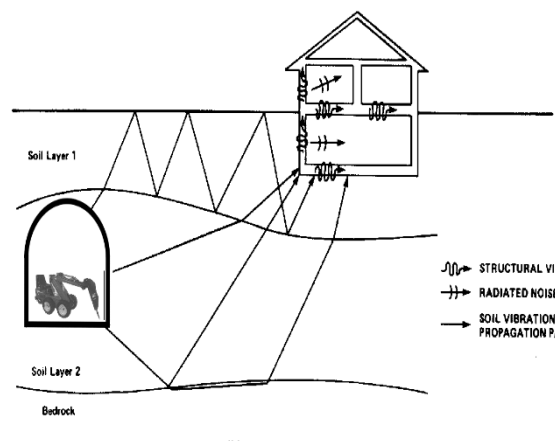 Soil Layer 1
STRUCTURAL VI
RADIATED NOISE
SOIL VIBRATION
PROPAGATION PA
Soil Layer 2
Bedrock